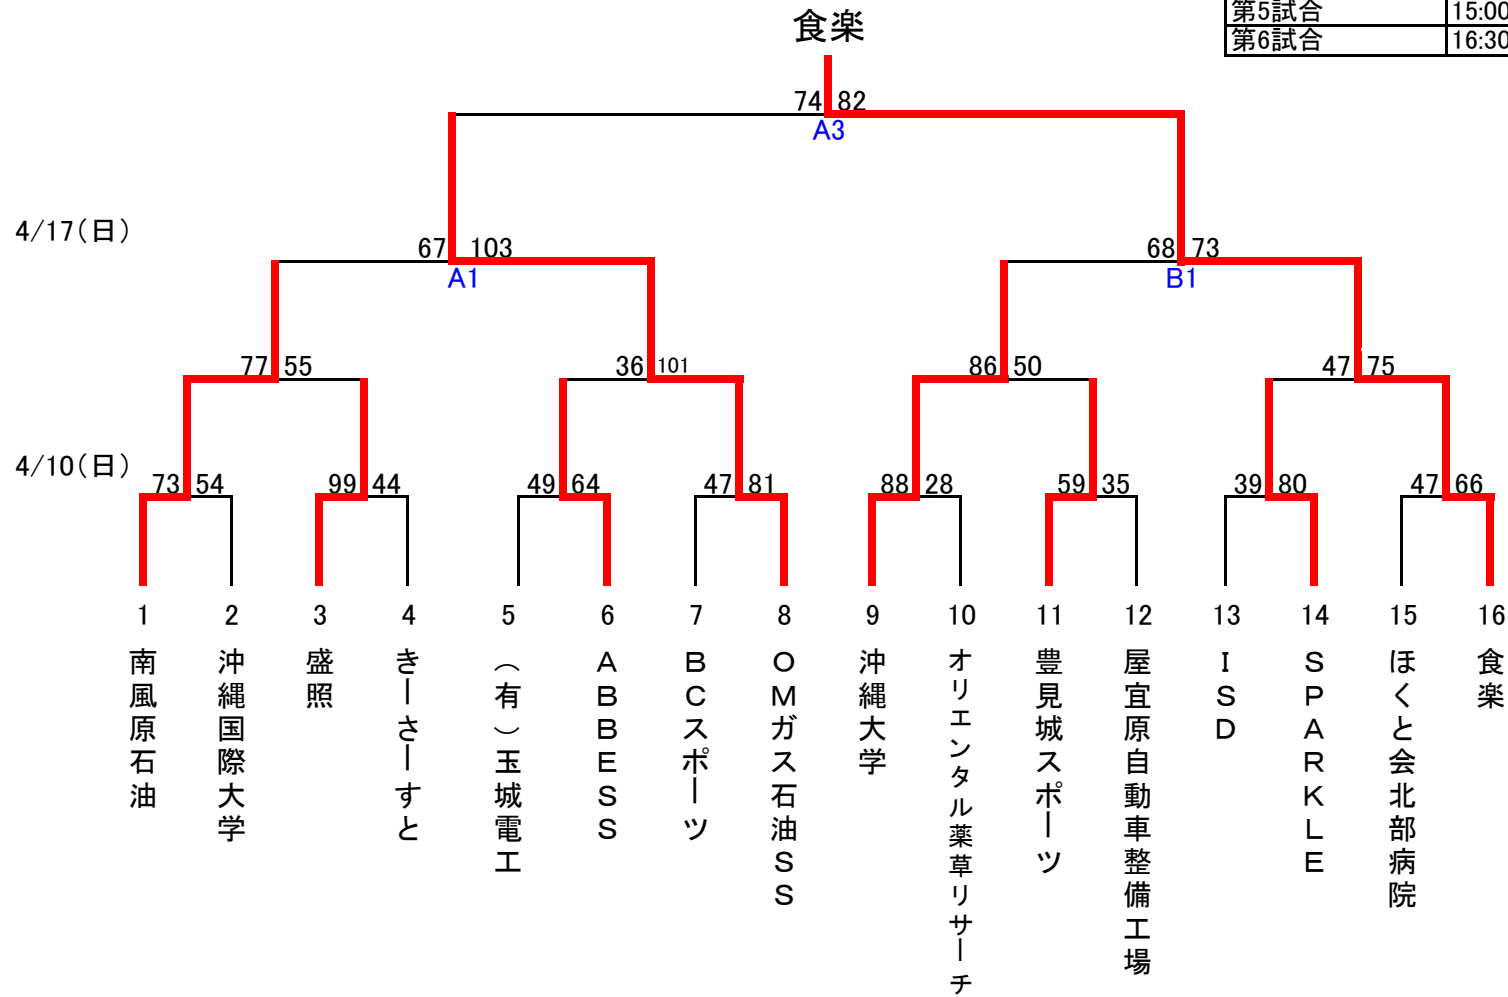 食楽
第5試合 15:00
第6試合 16:30
74 82
A3
4/17(日)
67 103
A1
68 73
B1
77 55
36 101
86 50
47 75
4/10(日)
73 54
99 44
49 64
47 81
88 28
59 35
39 80
47 66
1 2 3 4 5 6 7 8 9 10 11 12 13 14 15 16
南風原石油
沖縄国際大学
盛照
きーさーすと
（有）玉城電工
ＡＢＢＥＳＳ
ＢＣスポーツ
ＯＭガス石油ＳＳ
沖縄大学
オリエンタル薬草リサーチ
豊見城スポーツ
屋宜原自動車整備工場
ＩＳＤ
ＳＰＡＲＫＬＥ
ほくと会北部病院
食楽